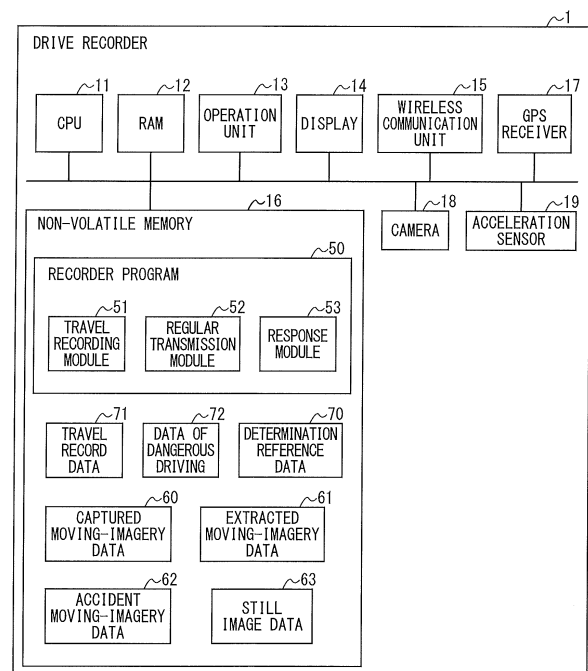 1
DRIVE RECORDER
11
12
13
14
15
17
CPU
RAM
OPERATION
UNIT
DISPLAY
WIRELESS
COMMUNICATION
UNIT
GPS
RECEIVER
16
18
19
NON-VOLATILE MEMORY
CAMERA
ACCELERATION
SENSOR
50
RECORDER PROGRAM
51
52
53
TRAVEL
RECORDING
MODULE
REGULAR
TRANSMISSION
MODULE
RESPONSE
MODULE
71
72
70
TRAVEL
RECORD
DATA
DATA OF
DANGEROUS
DRIVING
DETERMINATION
REFERENCE
DATA
60
61
CAPTURED
MOVING-IMAGERY
DATA
EXTRACTED
MOVING-IMAGERY
DATA
62
63
ACCIDENT
MOVING-IMAGERY
DATA
STILL
IMAGE DATA